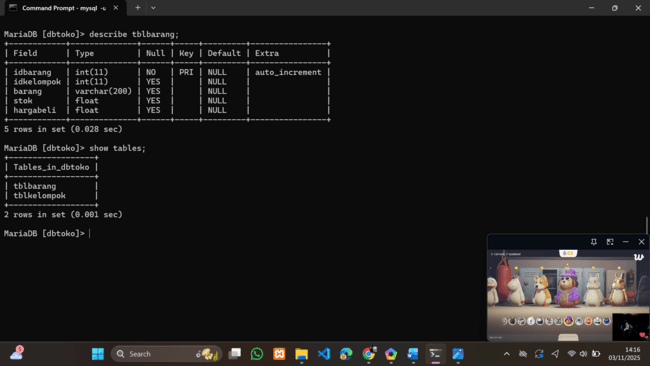 Command Prompt - mysql -u
MariaDB [dbtoko]> describe tblbarang;
+------------+--------------+------+-----+---------+----------------+
| Field      | Type         | Null | Key | Default | Extra          |
+------------+--------------+------+-----+---------+----------------+
| idbarang   | int(11)      | NO   | PRI | NULL    | auto_increment |
| idkelompok | int(11)      | YES  |     | NULL    |                |
| barang     | varchar(200) | YES  |     | NULL    |                |
| stok       | float        | YES  |     | NULL    |                |
| hargabeli  | float        | YES  |     | NULL    |                |
+------------+--------------+------+-----+---------+----------------+
5 rows in set (0.028 sec)
MariaDB [dbtoko]> show tables;
+------------------+
| Tables_in_dbtoko |
+------------------+
| tblbarang        |
| tblkelompok      |
+------------------+
2 rows in set (0.001 sec)
MariaDB [dbtoko]>
Search
14:16
03/11/2025